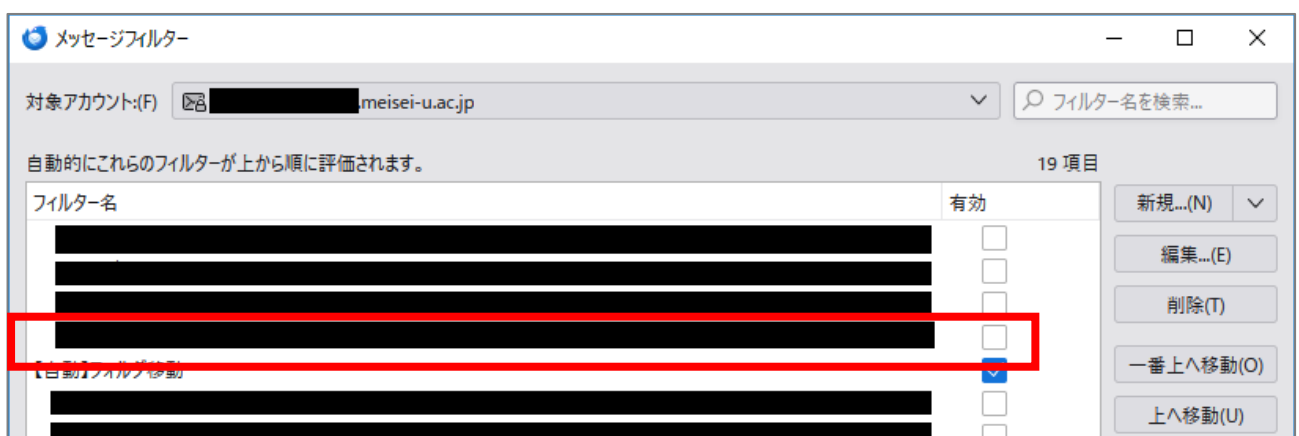 メッセージフィルター
対象アカウント:(F) .meisei-u.ac.jp フィルター名を検索...
自動的にこれらのフィルターが上から順に評価されます。 19 項目
フィルター名 有効 新規...(N)
編集...(E)
削除(T)
【自動】フォルダ移動 一番上へ移動(O)
上へ移動(U)